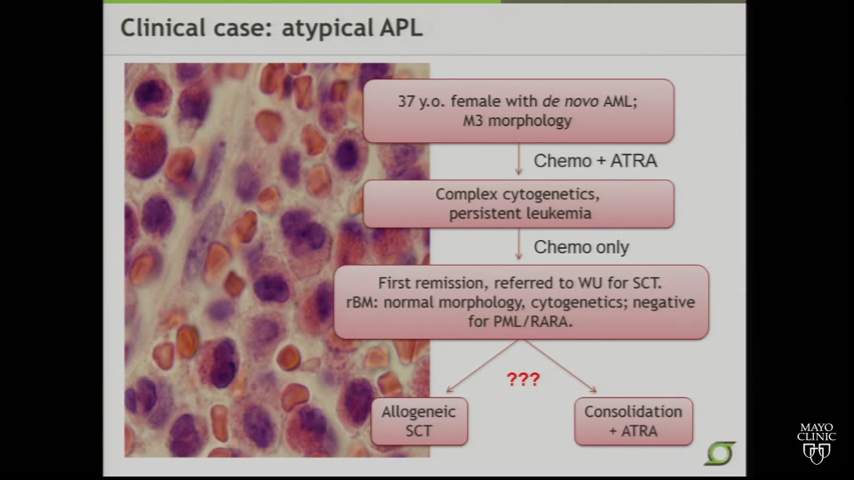 Clinical case: atypical APL
37 y.o. female with de novo AML;
M3 morphology
Chemo + ATRA
Complex cytogenetics,
persistent leukemia
Chemo only
First remission, referred to WU for SCT.
rBM: normal morphology, cytogenetics; negative
for PML/RARA.
???
Allogeneic
SCT
Consolidation
+ ATRA
MAYO
CLINIC